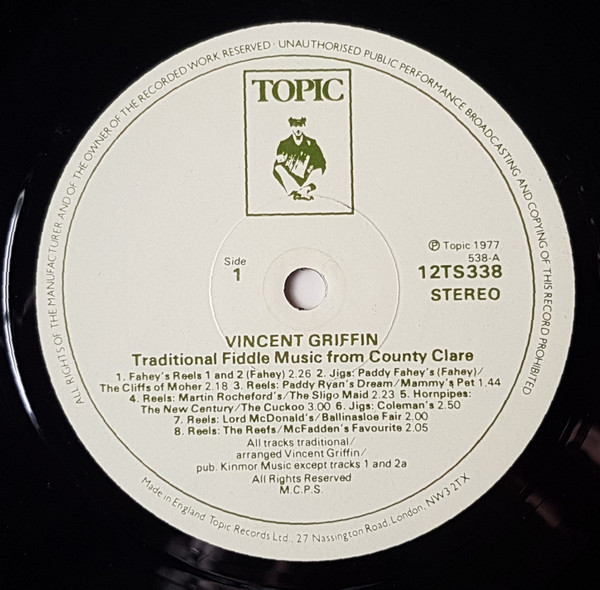 ALL RIGHTS OF THE MANUFACTURER AND OF THE OWNER OF THE RECORDED WORK RESERVED · UNAUTHORISED PUBLIC PERFORMANCE BROADCASTING AND COPYING OF THIS RECORD PROHIBITED
TOPIC
Side
1
℗ Topic 1977
538-A
12TS338
STEREO
VINCENT GRIFFIN
Traditional Fiddle Music from County Clare
1. Fahey's Reels 1 and 2 (Fahey) 2.26 2. Jigs: Paddy Fahey's (Fahey)/
The Cliffs of Moher 2.18 3. Reels: Paddy Ryan's Dream/Mammy's Pet 1.44
4. Reels: Martin Rocheford's/The Sligo Maid 2.23 5. Hornpipes:
The New Century/The Cuckoo 3.00 6. Jigs: Coleman's 2.50
7. Reels: Lord McDonald's/Ballinasloe Fair 2.00
8. Reels: The Reefs/McFadden's Favourite 2.05
All tracks traditional/
arranged Vincent Griffin/
pub. Kinmor Music except tracks 1 and 2a
All Rights Reserved
M.C.P.S.
Made in England Topic Records Ltd., 27 Nassington Road, London, NW3 2TX